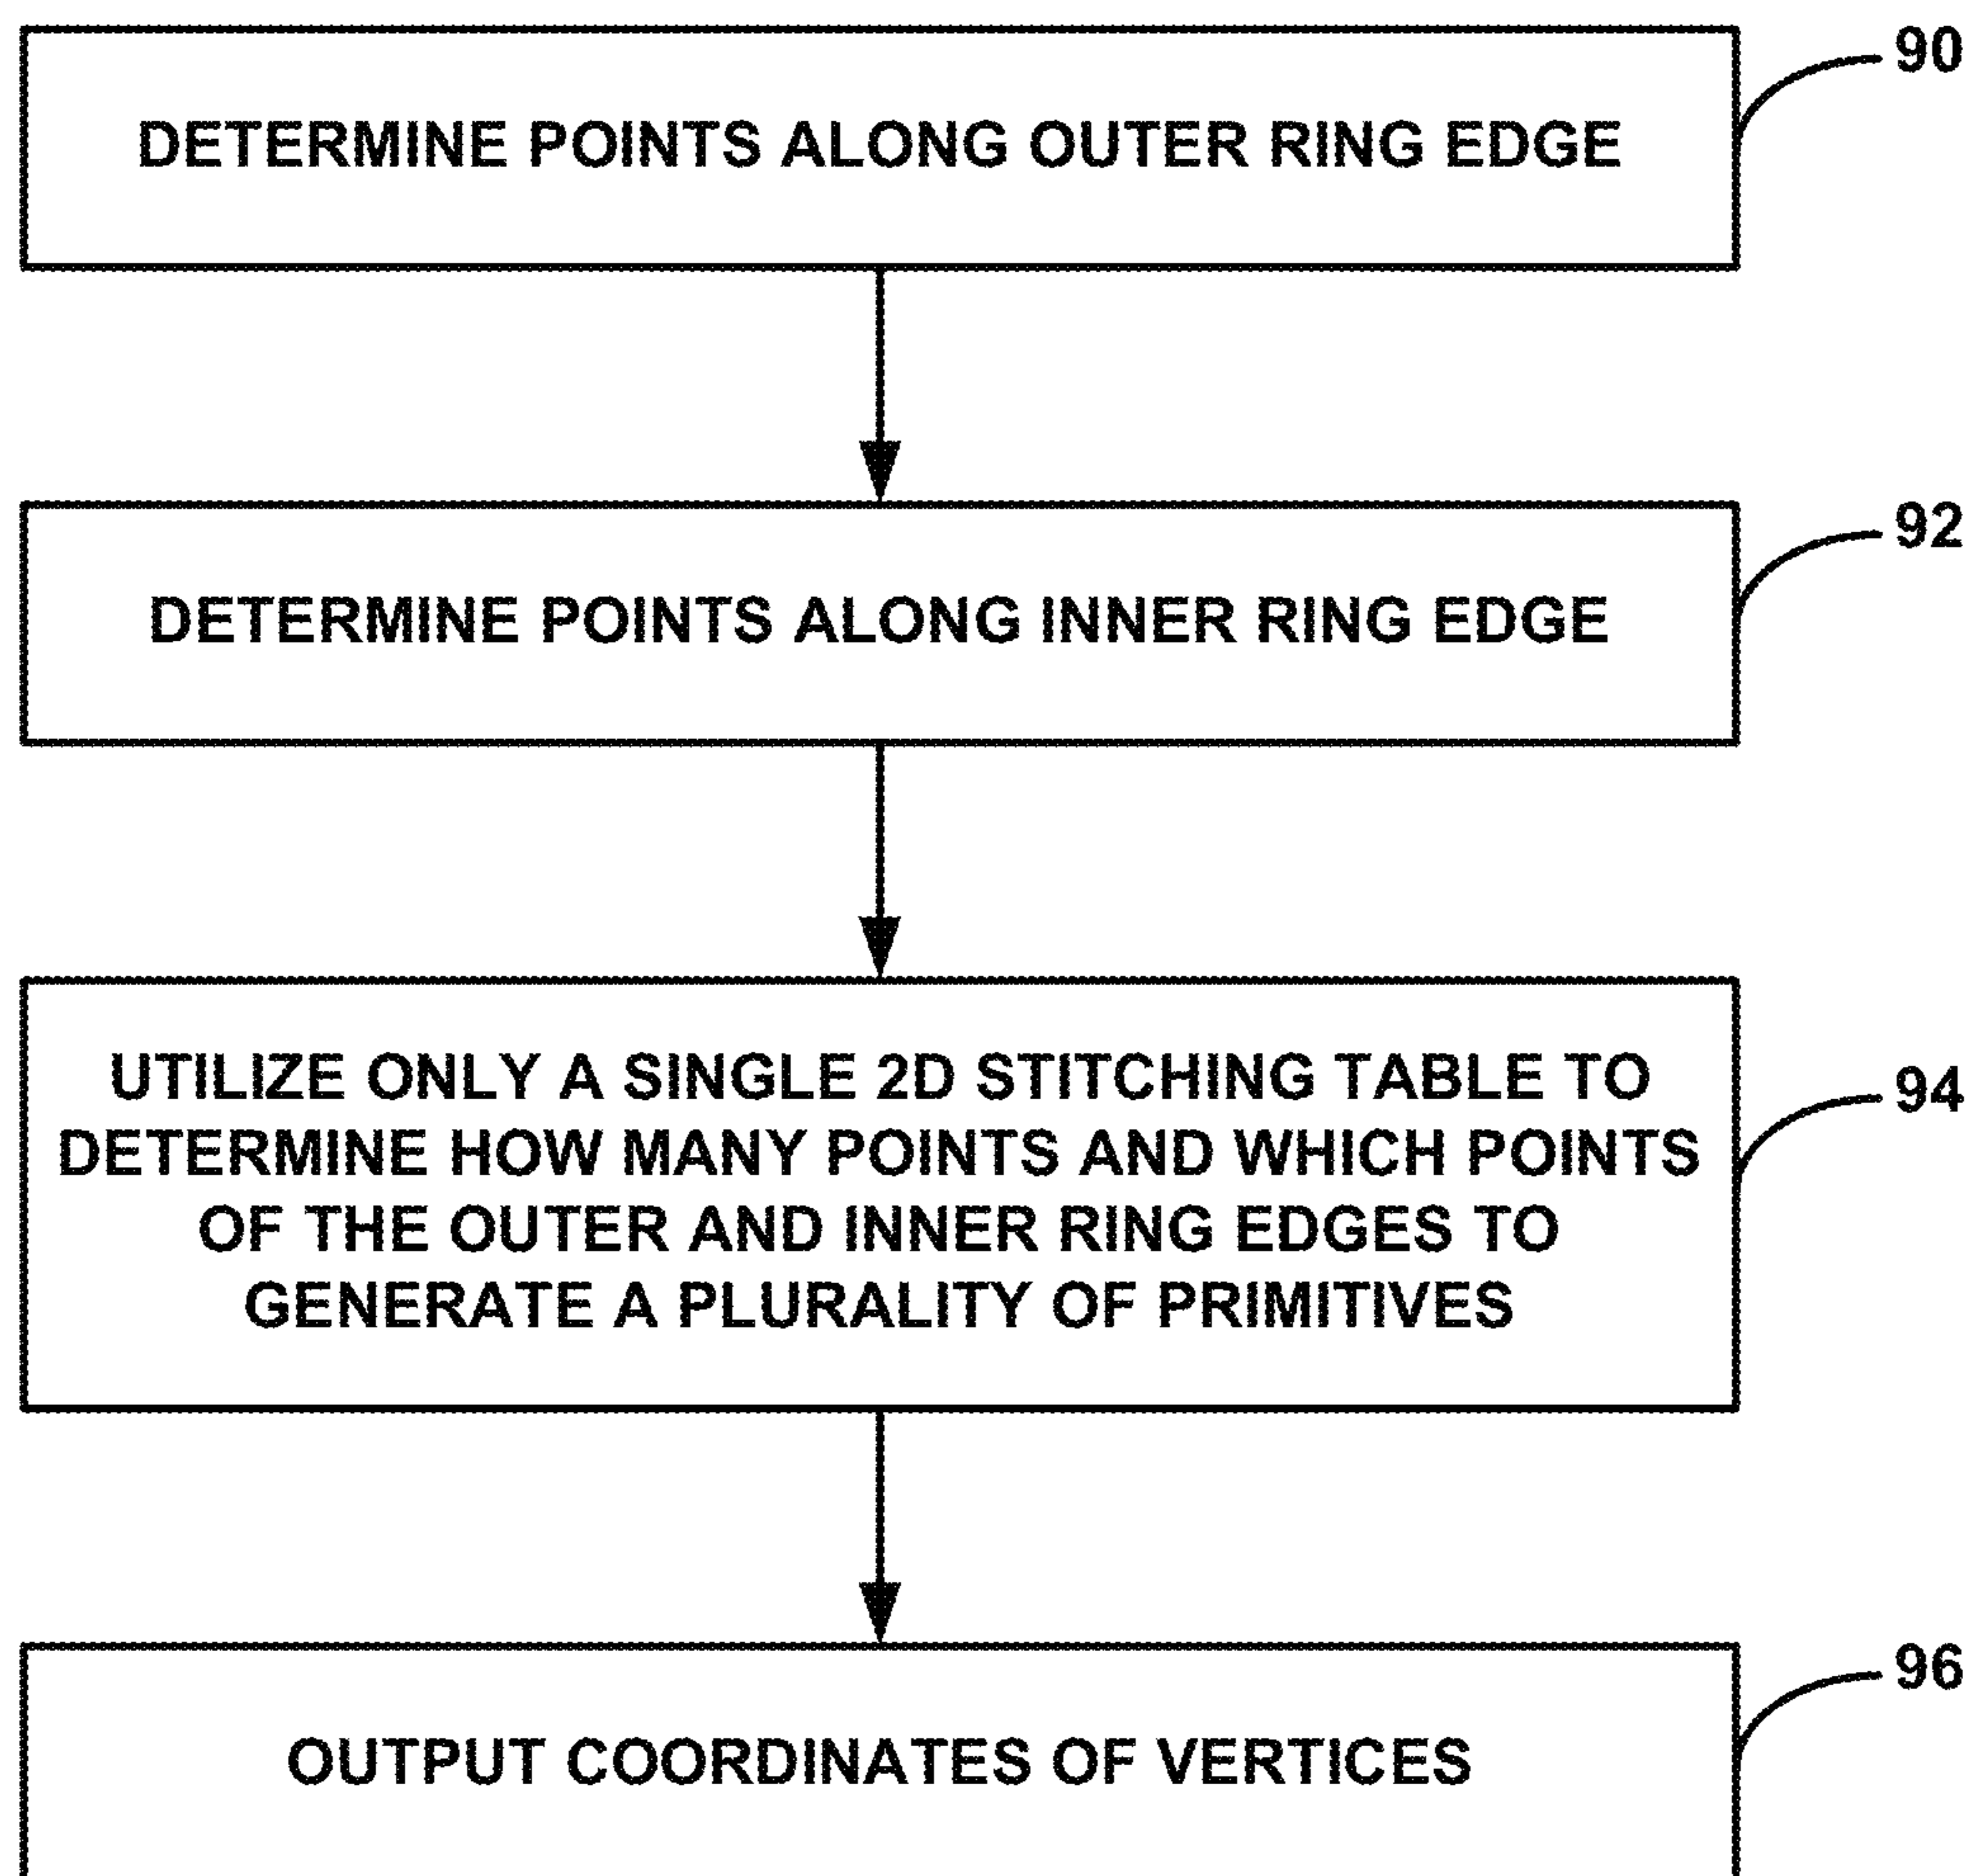 90
DETERMINE POINTS ALONG OUTER RING EDGE
92
DETERMINE POINTS ALONG INNER RING EDGE
UTILIZE ONLY A SINGLE 2D STITCHING TABLE TO
94
DETERMINE HOW MANY POINTS AND WHICH POINTS
OF THE OUTER AND INNER RING EDGES TO
GENERATE A PLURALITY OF PRIMITIVES
96
OUTPUT COORDINATES OF VERTICES